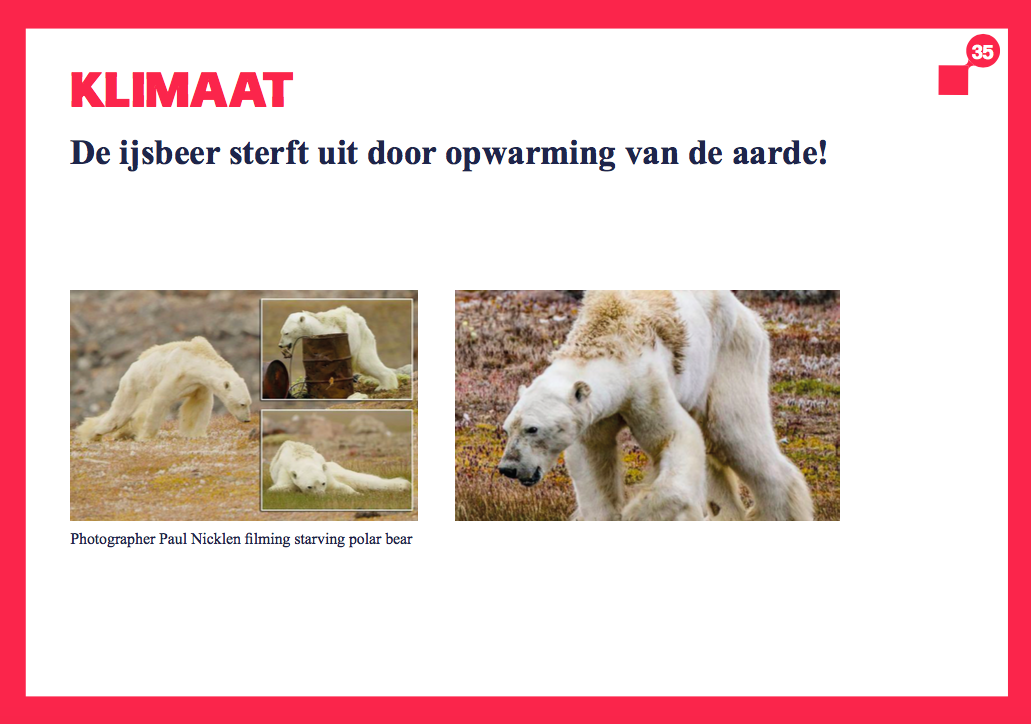 35
KLIMAAT
De ijsbeer sterft uit door opwarming van de aarde!
Photographer Paul Nicklen filming starving polar bear